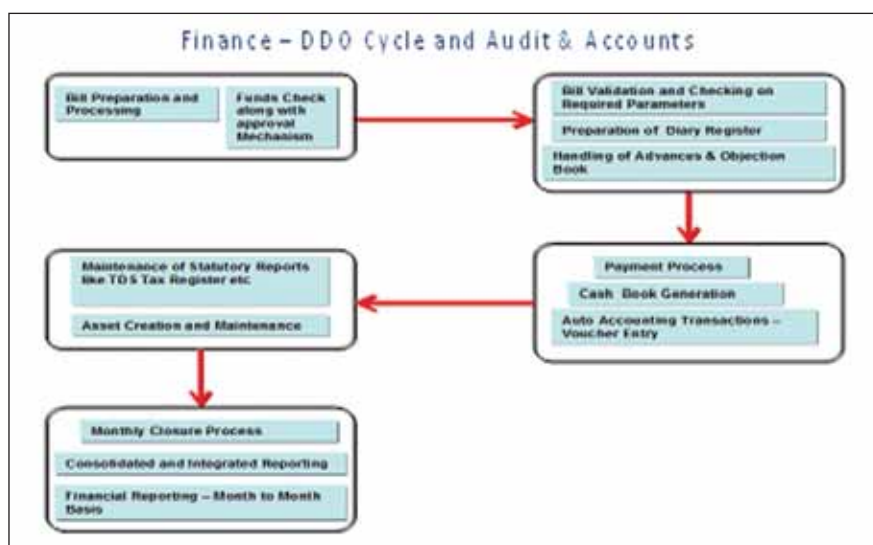 Finance – DDO Cycle and Audit & Accounts
Bill Preparation and
Processing
Funds Check
along with
approval
Mechanism
Bill Validation and Checking on
Required Parameters
Preparation of Diary Register
Handling of Advances & Objection
Book
Payment Process
Cash Book Generation
Auto Accounting Transactions –
Voucher Entry
Maintenance of Statutory Reports
like TDS Tax Register etc
Asset Creation and Maintenance
Monthly Closure Process
Consolidated and Integrated Reporting
Financial Reporting – Month to Month
Basis